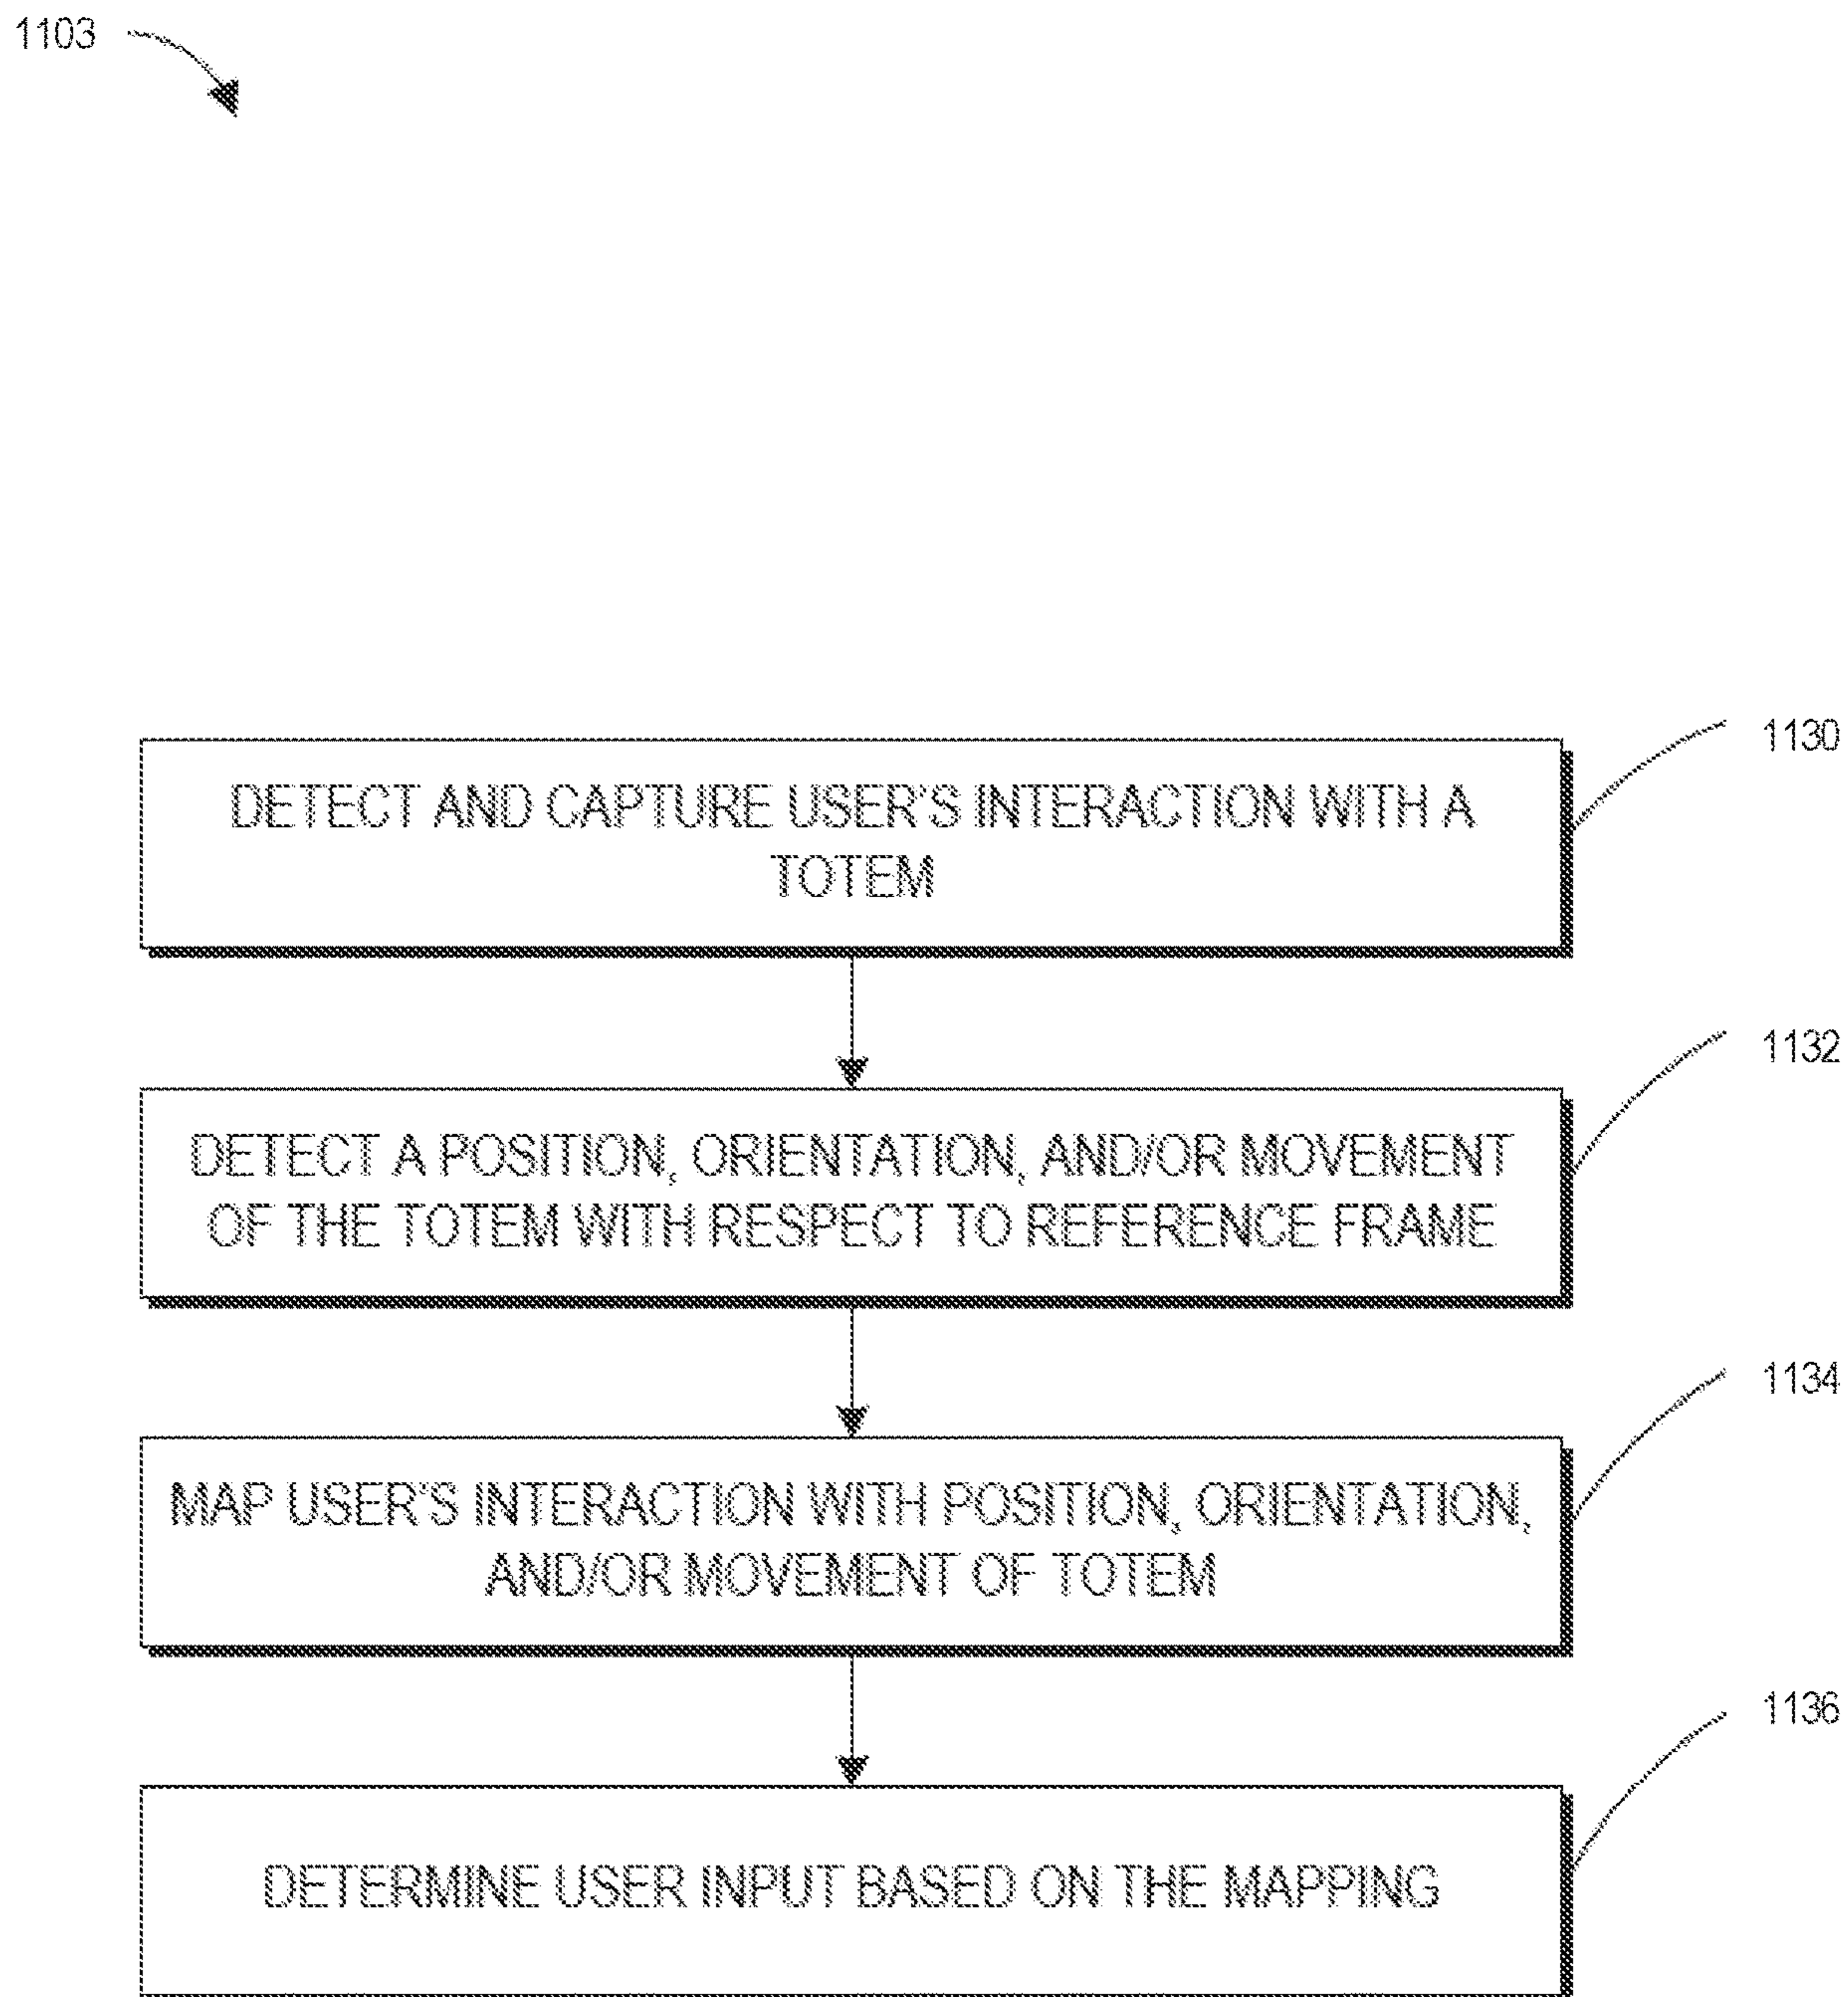 1103
1130
DETECT AND CAPTURE USER'S INTERACTION WITH A
TOTEM
1132
DETECT A POSITION, ORIENTATION, AND/OR MOVEMENT
OF THE TOTEM WITH RESPECT TO REFERENCE FRAME
1134
MAP USER'S INTERACTION WITH POSITION, ORIENTATION,
AND/OR MOVEMENT OF TOTEM
1136
DETERMINE USER INPUT BASED ON THE MAPPING